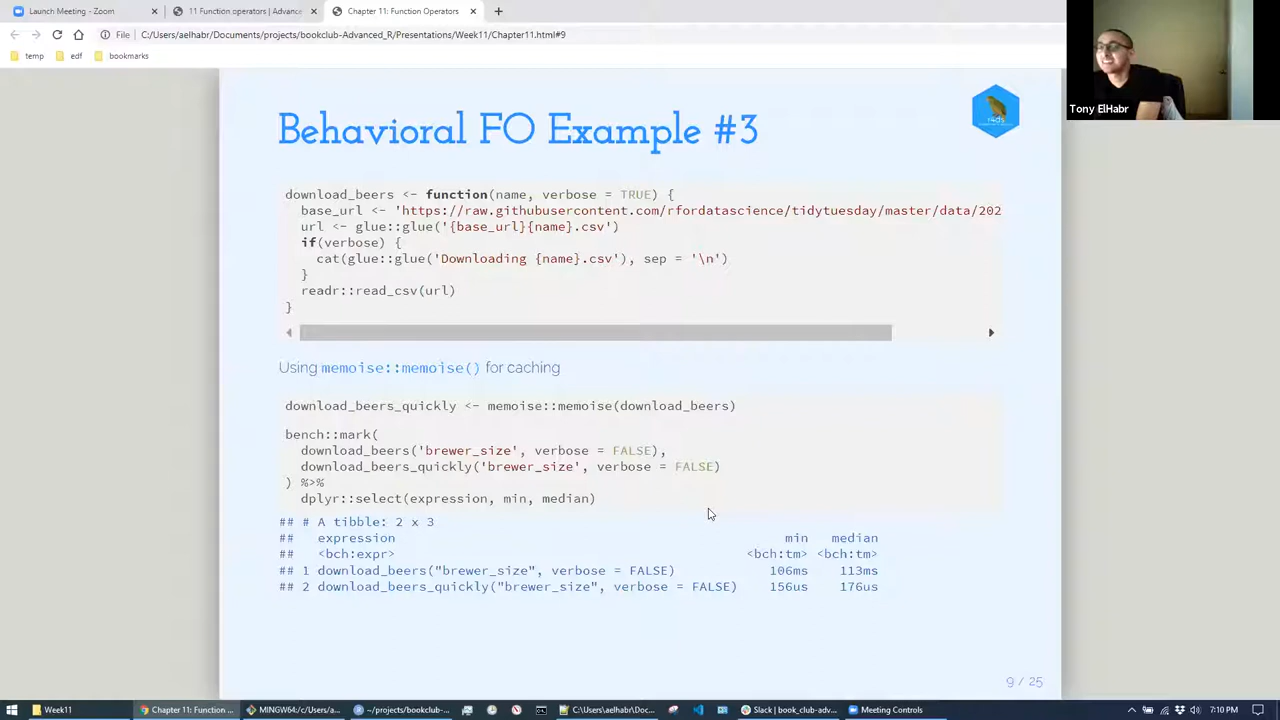 Launch Meeting - Zoom
11 Function operators | Advance
Chapter 11: Function Operators
File
C:/Users/aelhabr/Documents/projects/bookclub-Advanced_R/Presentations/Week11/Chapter11.html#9
temp
edf
bookmarks
Tony ElHabr
Behavioral FO Example #3
r4ds
download_beers <- function(name, verbose = TRUE) {
base_url <- 'https://raw.githubusercontent.com/rfordatascience/tidytuesday/master/data/202
url <- glue::glue('{base_url}{name}.csv')
if(verbose) {
cat(glue::glue('Downloading {name}.csv'), sep = '\n')
}
readr::read_csv(url)
}
Using memoise::memoise() for caching
download_beers_quickly <- memoise::memoise(download_beers)
bench::mark(
download_beers('brewer_size', verbose = FALSE),
download_beers_quickly('brewer_size', verbose = FALSE)
) %>%
dplyr::select(expression, min, median)
## # A tibble: 2 x 3
## expression min median
## <bch:expr> <bch:tm> <bch:tm>
## 1 download_beers("brewer_size", verbose = FALSE) 106ms 113ms
## 2 download_beers_quickly("brewer_size", verbose = FALSE) 156us 176us
9 / 25
Week11
Chapter 11: Function ...
MINGW64:/c/Users/a...
~/projects/bookclub-...
C:\Users\aelhabr\Doc...
Slack | book_club-adv...
Meeting Controls
7:10 PM